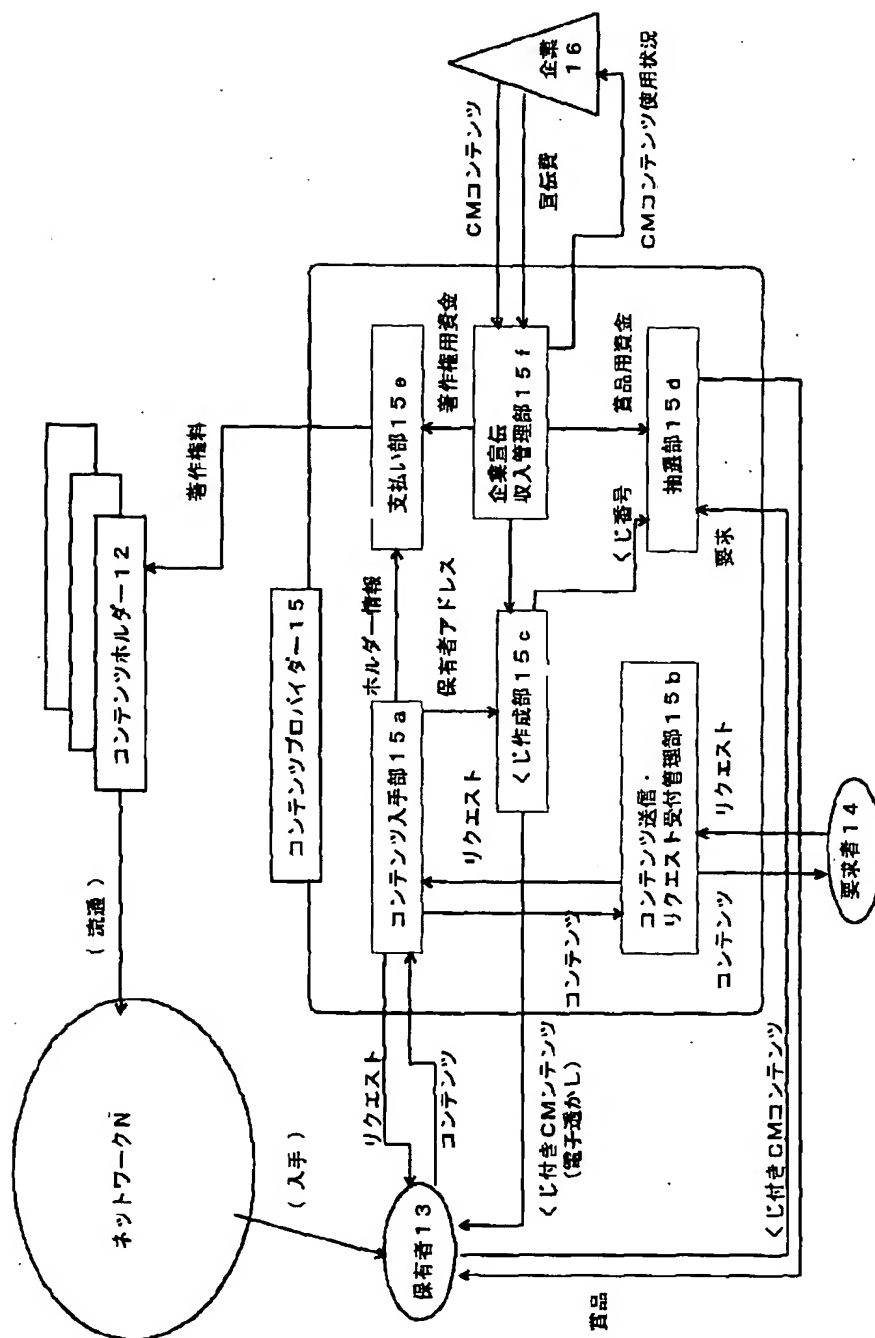 ネットワークN
(流通)
コンテンツホルダー12
(入手)
著作権料
コンテンツプロバイダー15
保有者13
リクエスト
コンテンツ
コンテンツ入手部15a
ホルダー情報
支払い部15e
保有者アドレス
著作権用資金
リクエスト
コンテンツ
くじ作成部15c
企業宣伝
収入管理部15f
CMコンテンツ
宣伝費
企業
16
CMコンテンツ使用状況
くじ付きCMンテンツ
(電子透かし)
くじ番号
賞品用資金
コンテンツ送信・
リクエスト受付管理部15b
抽選部15d
要求
コンテンツ
リクエスト
要求者14
くじ付きCMコンテンツ
賞品